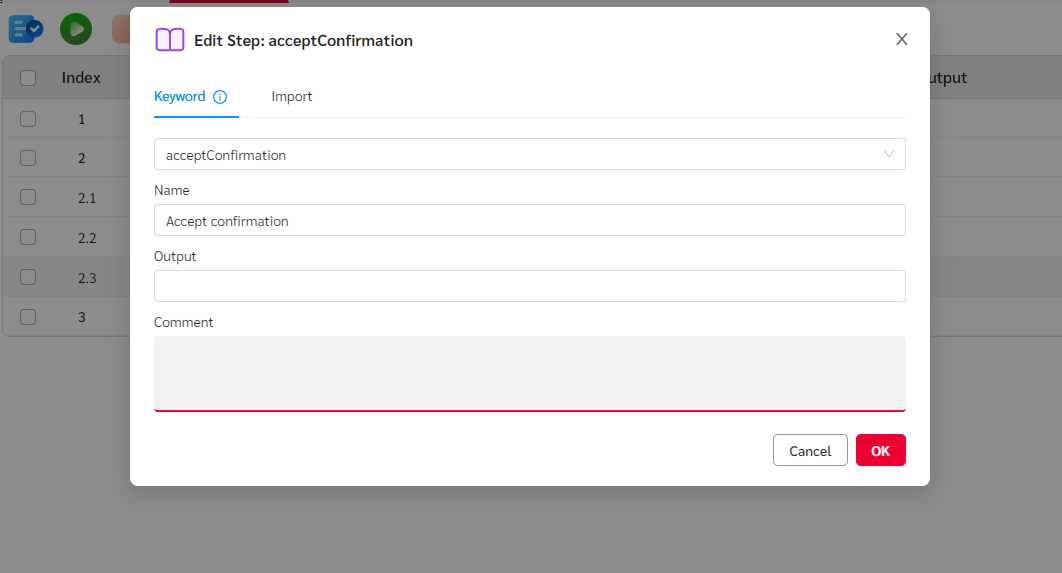 Edit Step: acceptConfirmation
X
Index
utput
Keyword
Import
1
acceptConfirmation
2
Name
2.1
Accept confirmation
2.2
Output
2.3
3
Comment
Cancel
OK